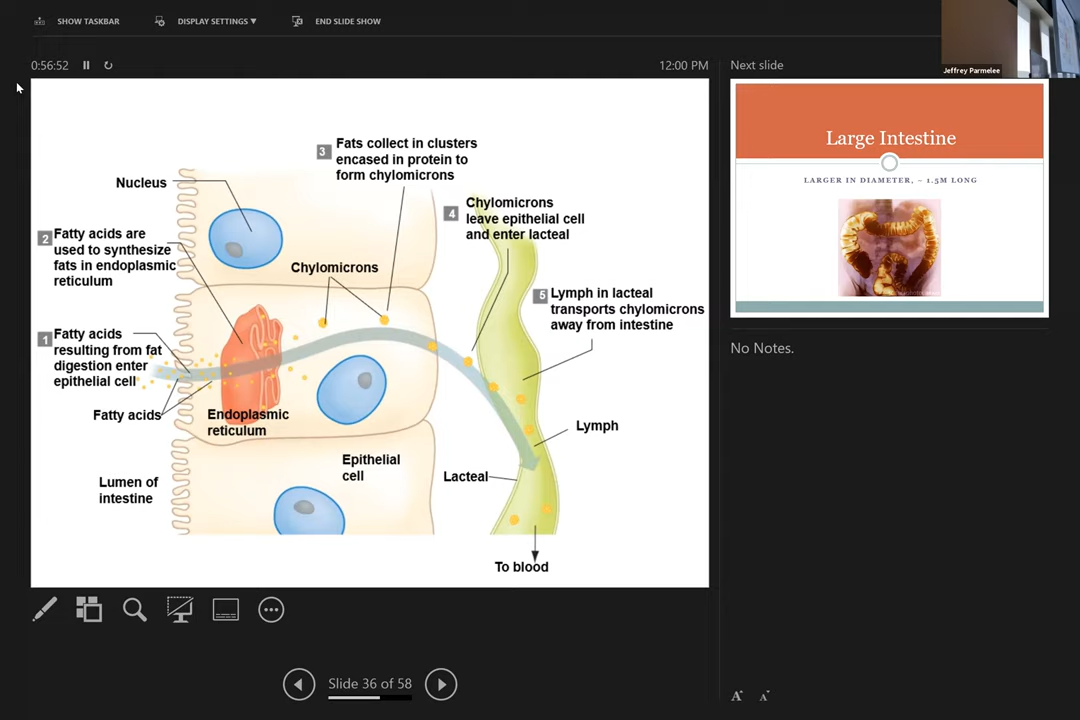 SHOW TASKBAR
DISPLAY SETTINGS ▼
END SLIDE SHOW
Jeffrey Parmelee
0:56:52
12:00 PM
Next slide
3 Fats collect in clusters
encased in protein to
form chylomicrons
Nucleus
4 Chylomicrons
leave epithelial cell
and enter lacteal
2 Fatty acids are
used to synthesize
fats in endoplasmic
reticulum
Chylomicrons
5 Lymph in lacteal
transports chylomicrons
away from intestine
1 Fatty acids
resulting from fat
digestion enter
epithelial cell
Fatty acids
Endoplasmic
reticulum
Lymph
Epithelial
cell
Lacteal
Lumen of
intestine
To blood
Large Intestine
LARGER IN DIAMETER, ~ 1.5M LONG
No Notes.
Slide 36 of 58
A
A